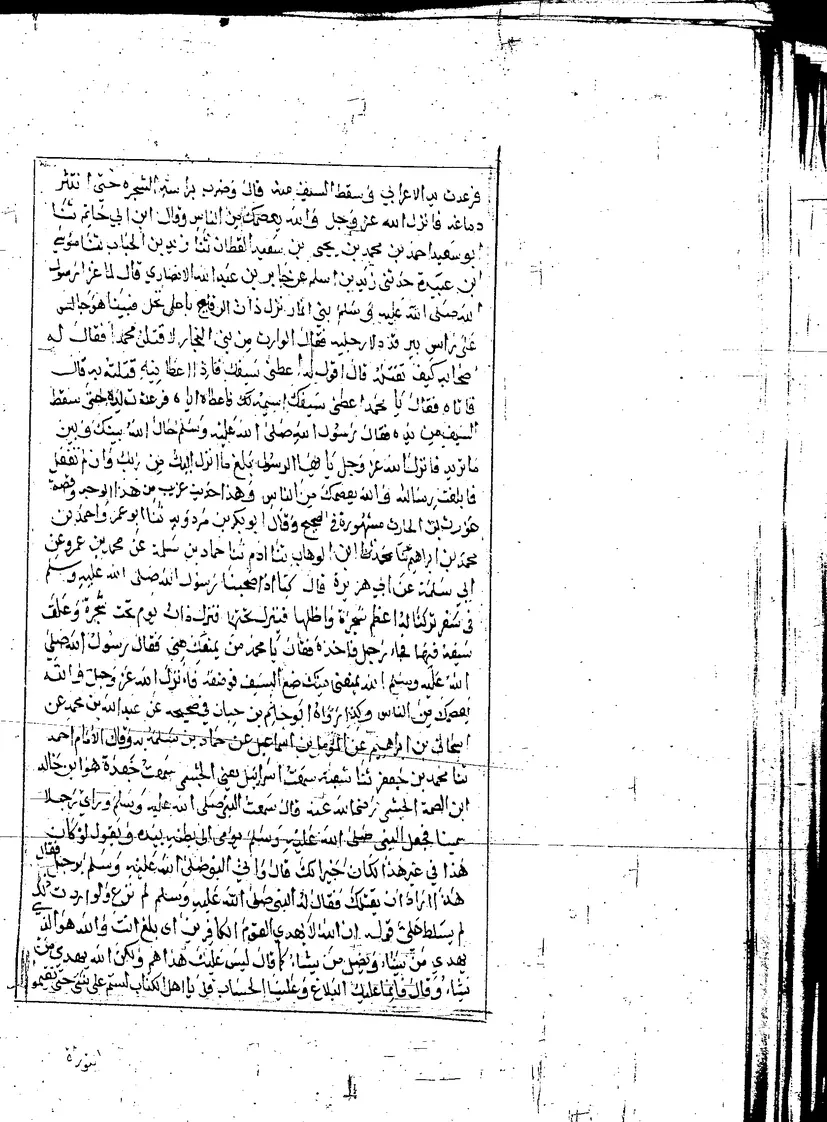 فرعدت يد الاعرابي وسقط السيف منه قال وضرب براسه الشجره حتى انتثر
دماغه فانزل الله عز وجل والله يعصمك من الناس وقال ابن ابي حاتم ثنا
ابو سعيد احمد بن محمد بن يحيى بن سعيد القطان ثنا زيد بن الحباب ثنا موسى
ابن عبيدة حدثني زيد بن اسلم عن جابر بن عبد الله الانصاري قال لما غزا رسول
الله صلى الله عليه وسلم بني انمار نزل ذات الرقاع باعلى نخل فبينا هو جالس
على راس بير قد دلا رجليه فقال الوارث من بني النجار لاقتلن محمدا فقال له
اصحابه كيف تقتله قال اقول له اعطني سيفك فاذا اعطانيه قتلته به قال
فاتاه فقال يا محمد اعطني سيفك اشيمه فاعطاه اياه فرعدت يده حتى سقط
السيف من يده فقال رسول الله صلى الله عليه وسلم حال الله بينك وبين
ما تريد فانزل الله عز وجل يا ايها الرسول بلغ ما انزل اليك من ربك وان لم تفعل
فما بلغت رسالته والله يعصمك من الناس وهذا حديث غريب من هذا الوجه وقصة
غورث بن الحارث مشهورة في الصحيح وقال ابو بكر بن مردويه ثنا ابو عمرو احمد بن
محمد بن ابراهيم ثنا محمد بن عبد الوهاب ثنا ادم ثنا حماد بن سلمة عن محمد بن عمرو عن
ابي سلمة عن ابي هريرة قال كنا اذا صحبنا رسول الله صلى الله عليه وسلم
في سفر تركنا له اعظم شجرة واظلها فينزل تحتها فنزل ذات يوم تحت شجرة وعلق
سيفه فيها فجاء رجل فاخذه فقال يا محمد من يمنعك مني فقال رسول الله صلى
الله عليه وسلم الله يمنعني منك ضع السيف فوضعه فانزل الله عز وجل والله
يعصمك من الناس وكذا رواه ابو حاتم بن حبان في صحيحه عن عبد الله بن محمد عن
اسحاق بن ابراهيم عن المؤمل بن اسماعيل عن حماد بن سلمة به وقال الامام احمد
ثنا محمد بن جعفر ثنا شعبة سمعت اسرائيل يعني الجشمي سمعت جعدة هو ابن خالد
ابن الصمة الجشمي رضي الله عنه قال سمعت النبي صلى الله عليه وسلم وراى رجلا
سمينا فجعل النبي صلى الله عليه وسلم يومي الى بطنه بيده ويقول لو كان
هذا في غير هذا لكان خيرا لك قال واتي النبي صلى الله عليه وسلم برجل فقال
هذا اراد ان يقتلك فقال له النبي صلى الله عليه وسلم لم ترع ولو اردت ذلك
لم يسلط علي قوله ان الله لا يهدي القوم الكافرين اي بلغ انت والله هو الذي
يهدي من يشاء ويضل من يشاء كما قال ليس عليك هداهم ولكن الله يهدي من
يشاء وقال فانما عليك البلاغ وعلينا الحساب قل يا اهل الكتاب لستم على شيء حتى تقيموا